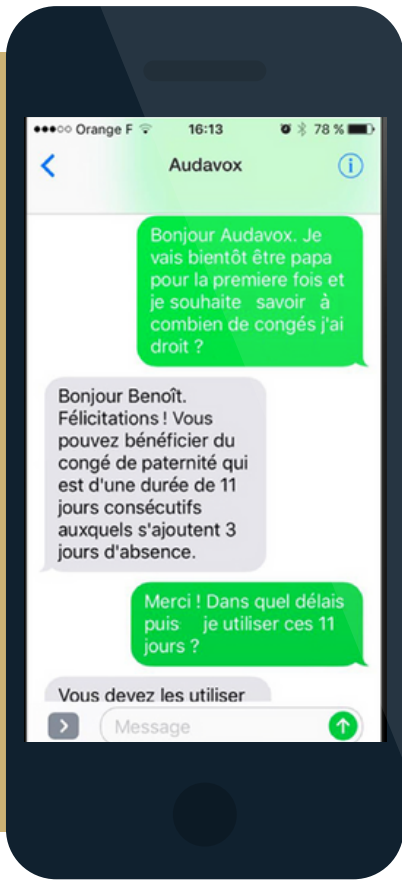 Orange F 16:13 78 %
Audavox
Bonjour Audavox. Je
vais bientôt être papa
pour la premiere fois et
je souhaite savoir à
combien de congés j'ai
droit ?
Bonjour Benoît.
Félicitations ! Vous
pouvez bénéficier du
congé de paternité qui
est d'une durée de 11
jours consécutifs
auxquels s'ajoutent 3
jours d'absence.
Merci ! Dans quel délais
puis je utiliser ces 11
jours ?
Vous devez les utiliser
Message